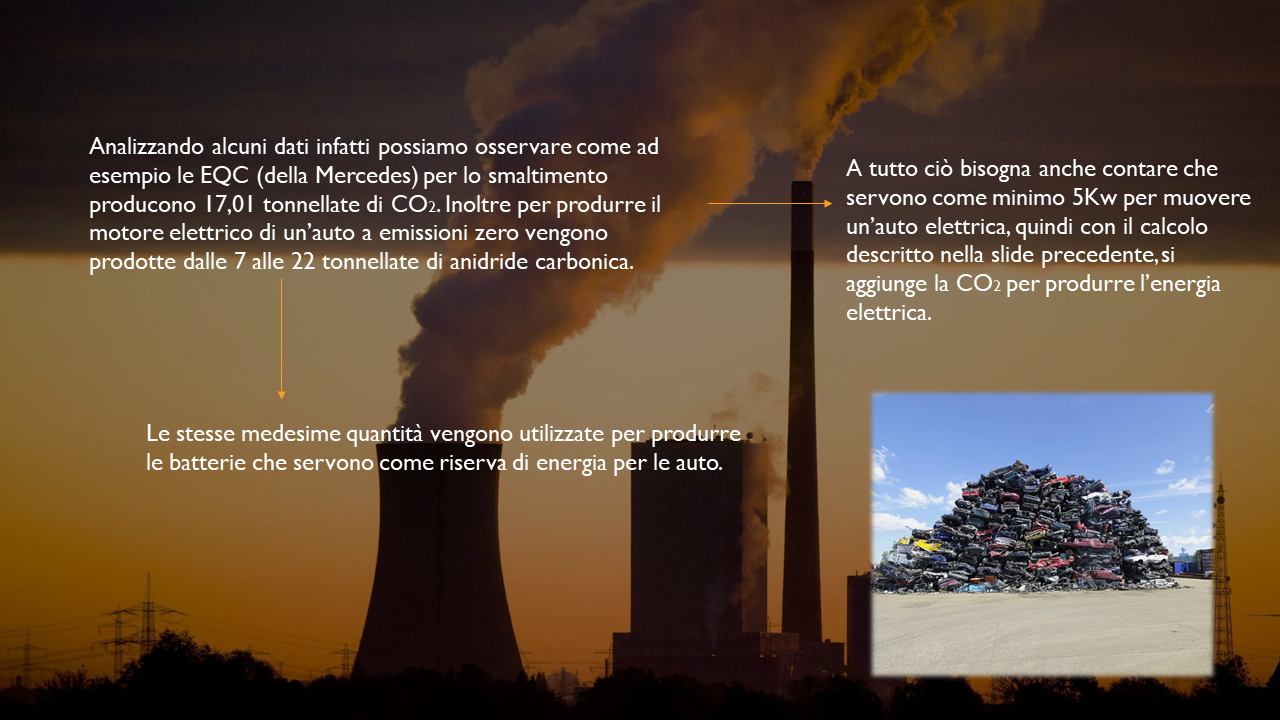 Analizzando alcuni dati infatti possiamo osservare come ad
esempio le EQC (della Mercedes) per lo smaltimento
producono 17,01 tonnellate di CO₂. Inoltre per produrre il
motore elettrico di un’auto a emissioni zero vengono
prodotte dalle 7 alle 22 tonnellate di anidride carbonica.
A tutto ciò bisogna anche contare che
servono come minimo 5Kw per muovere
un’auto elettrica, quindi con il calcolo
descritto nella slide precedente, si
aggiunge la CO₂ per produrre l’energia
elettrica.
Le stesse medesime quantità vengono utilizzate per produrre
le batterie che servono come riserva di energia per le auto.